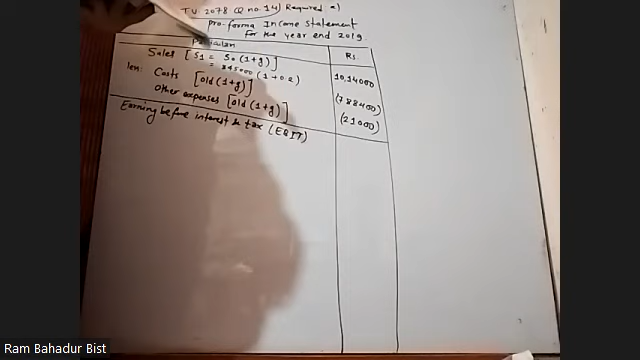 TU 2078 (Q no. 14) Required a)
Pro-forma Income Statement
for the year end 2019
Particulars
Rs.
Sales [S1 = S0 (1+g)]
= 845000 (1+0.2)
10,14000
less: Costs [old (1+g)]
(788400)
Other expenses [old (1+g)]
(21000)
Earning before interest & tax (EBIT)
Ram Bahadur Bist